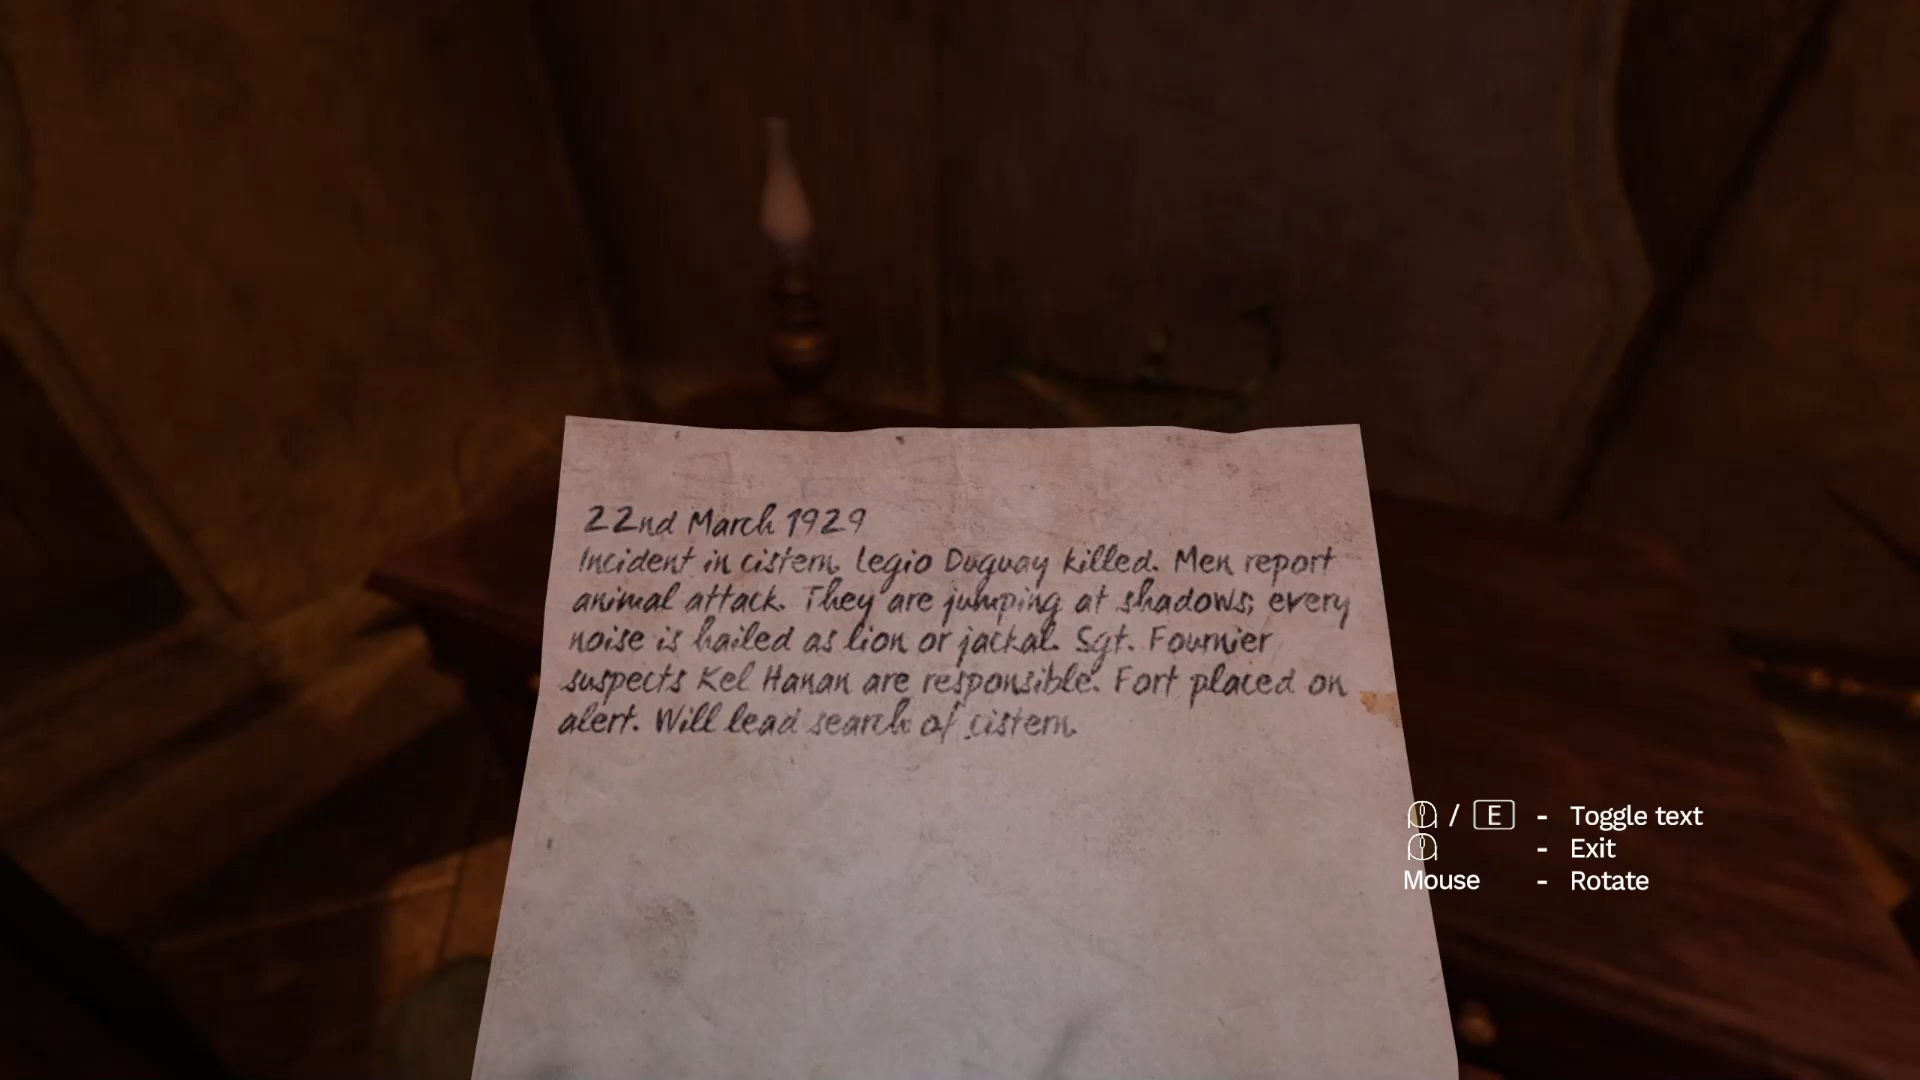 22nd March 1929
Incident in cistern. Legio Duguay killed. Men report
animal attack. They are jumping at shadows; every
noise is hailed as lion or jackal. Sgt. Fournier
suspects Kel Hanan are responsible. Fort placed on
alert. Will lead search of cistern.
/ E - Toggle text
- Exit
Mouse - Rotate